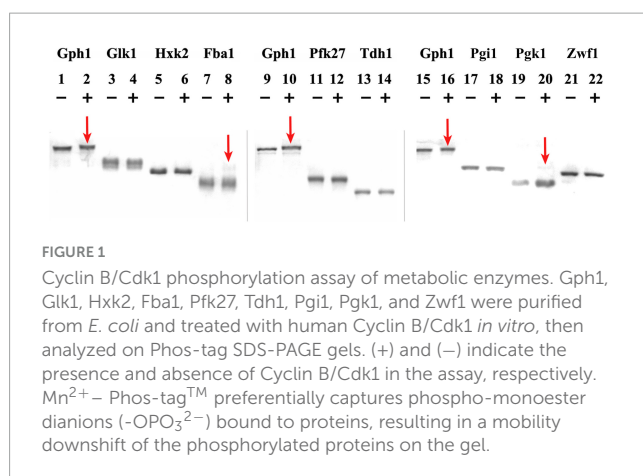 Gph1 Glk1 Hxk2 Fba1 Gph1 Pfk27 Tdh1 Gph1 Pgi1 Pgk1 Zwf1
1 2 3 4 5 6 7 8 9 10 11 12 13 14 15 16 17 18 19 20 21 22
− + − + − + − + − + − + − + − + − + − + − +
FIGURE 1
Cyclin B/Cdk1 phosphorylation assay of metabolic enzymes. Gph1,
Glk1, Hxk2, Fba1, Pfk27, Tdh1, Pgi1, Pgk1, and Zwf1 were purified
from E. coli and treated with human Cyclin B/Cdk1 in vitro, then
analyzed on Phos-tag SDS-PAGE gels. (+) and (−) indicate the
presence and absence of Cyclin B/Cdk1 in the assay, respectively.
Mn²⁺– Phos-tag™ preferentially captures phospho-monoester
dianions (-OPO₃²⁻) bound to proteins, resulting in a mobility
downshift of the phosphorylated proteins on the gel.